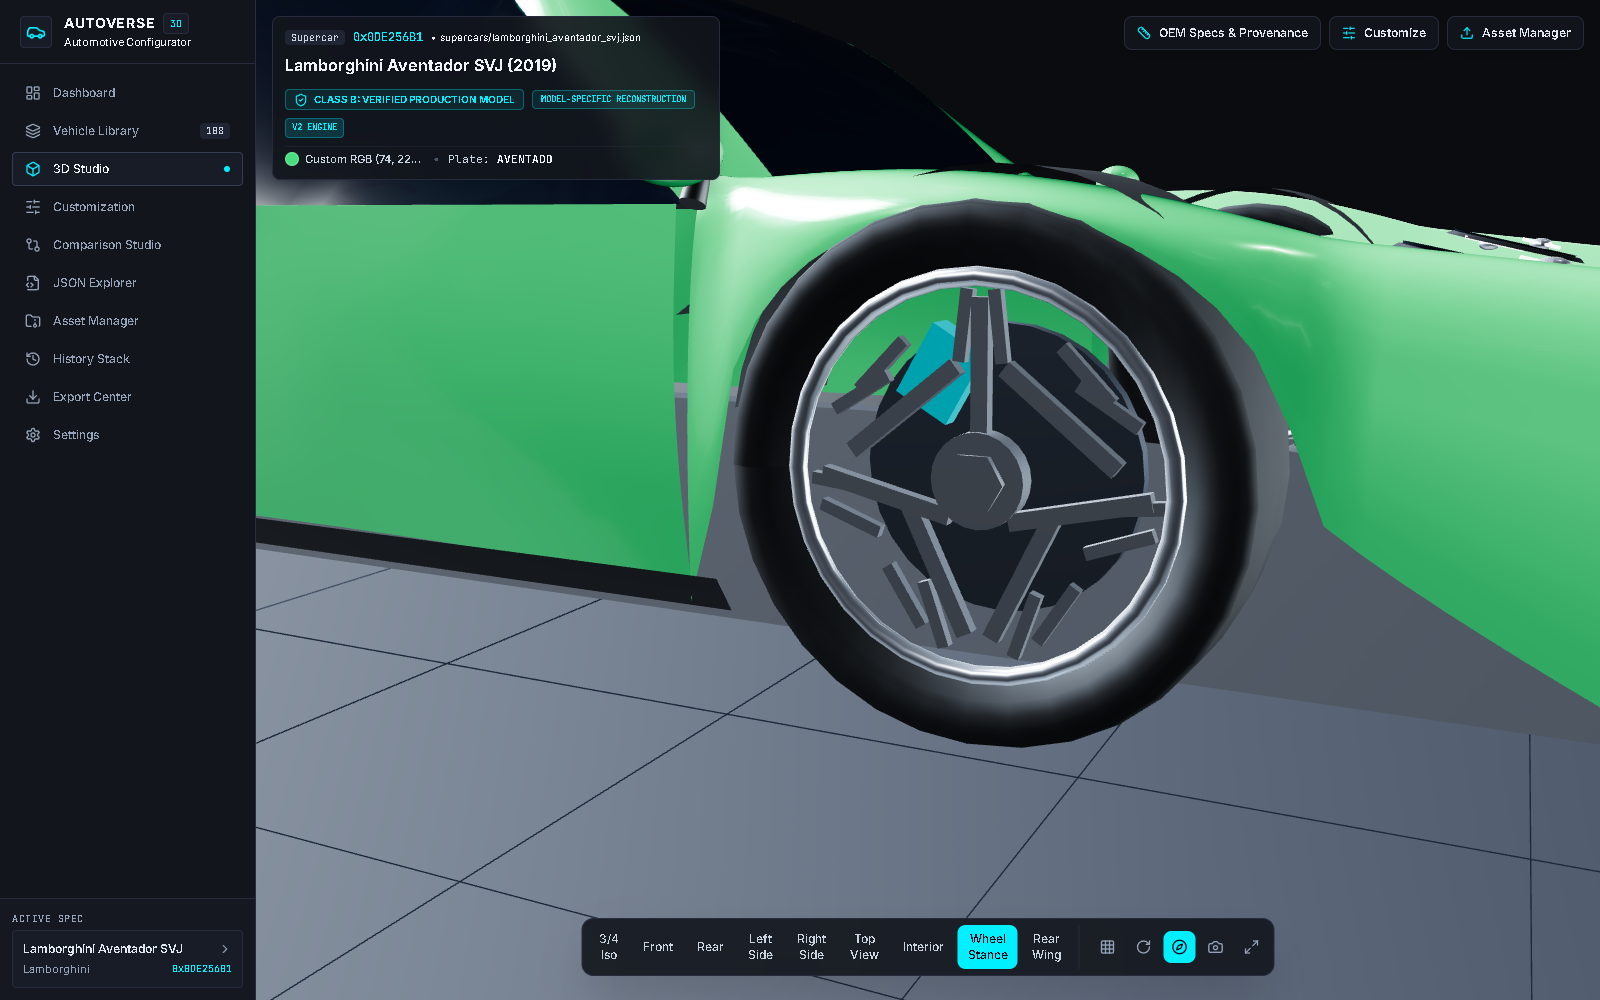 AUTOVERSE 3D
Automotive Configurator
Dashboard
Vehicle Library 188
3D Studio
Customization
Comparison Studio
JSON Explorer
Asset Manager
History Stack
Export Center
Settings
ACTIVE SPEC
Lamborghini Aventador SVJ
Lamborghini 0x0DE256B1
Supercar 0x0DE256B1 • supercars/lamborghini_aventador_svj.json
Lamborghini Aventador SVJ (2019)
CLASS B: VERIFIED PRODUCTION MODEL MODEL-SPECIFIC RECONSTRUCTION
V2 ENGINE
Custom RGB (74, 22... • Plate: AVENTADO
OEM Specs & Provenance Customize Asset Manager
3/4 Iso
Front
Rear
Left Side
Right Side
Top View
Interior
Wheel Stance
Rear Wing